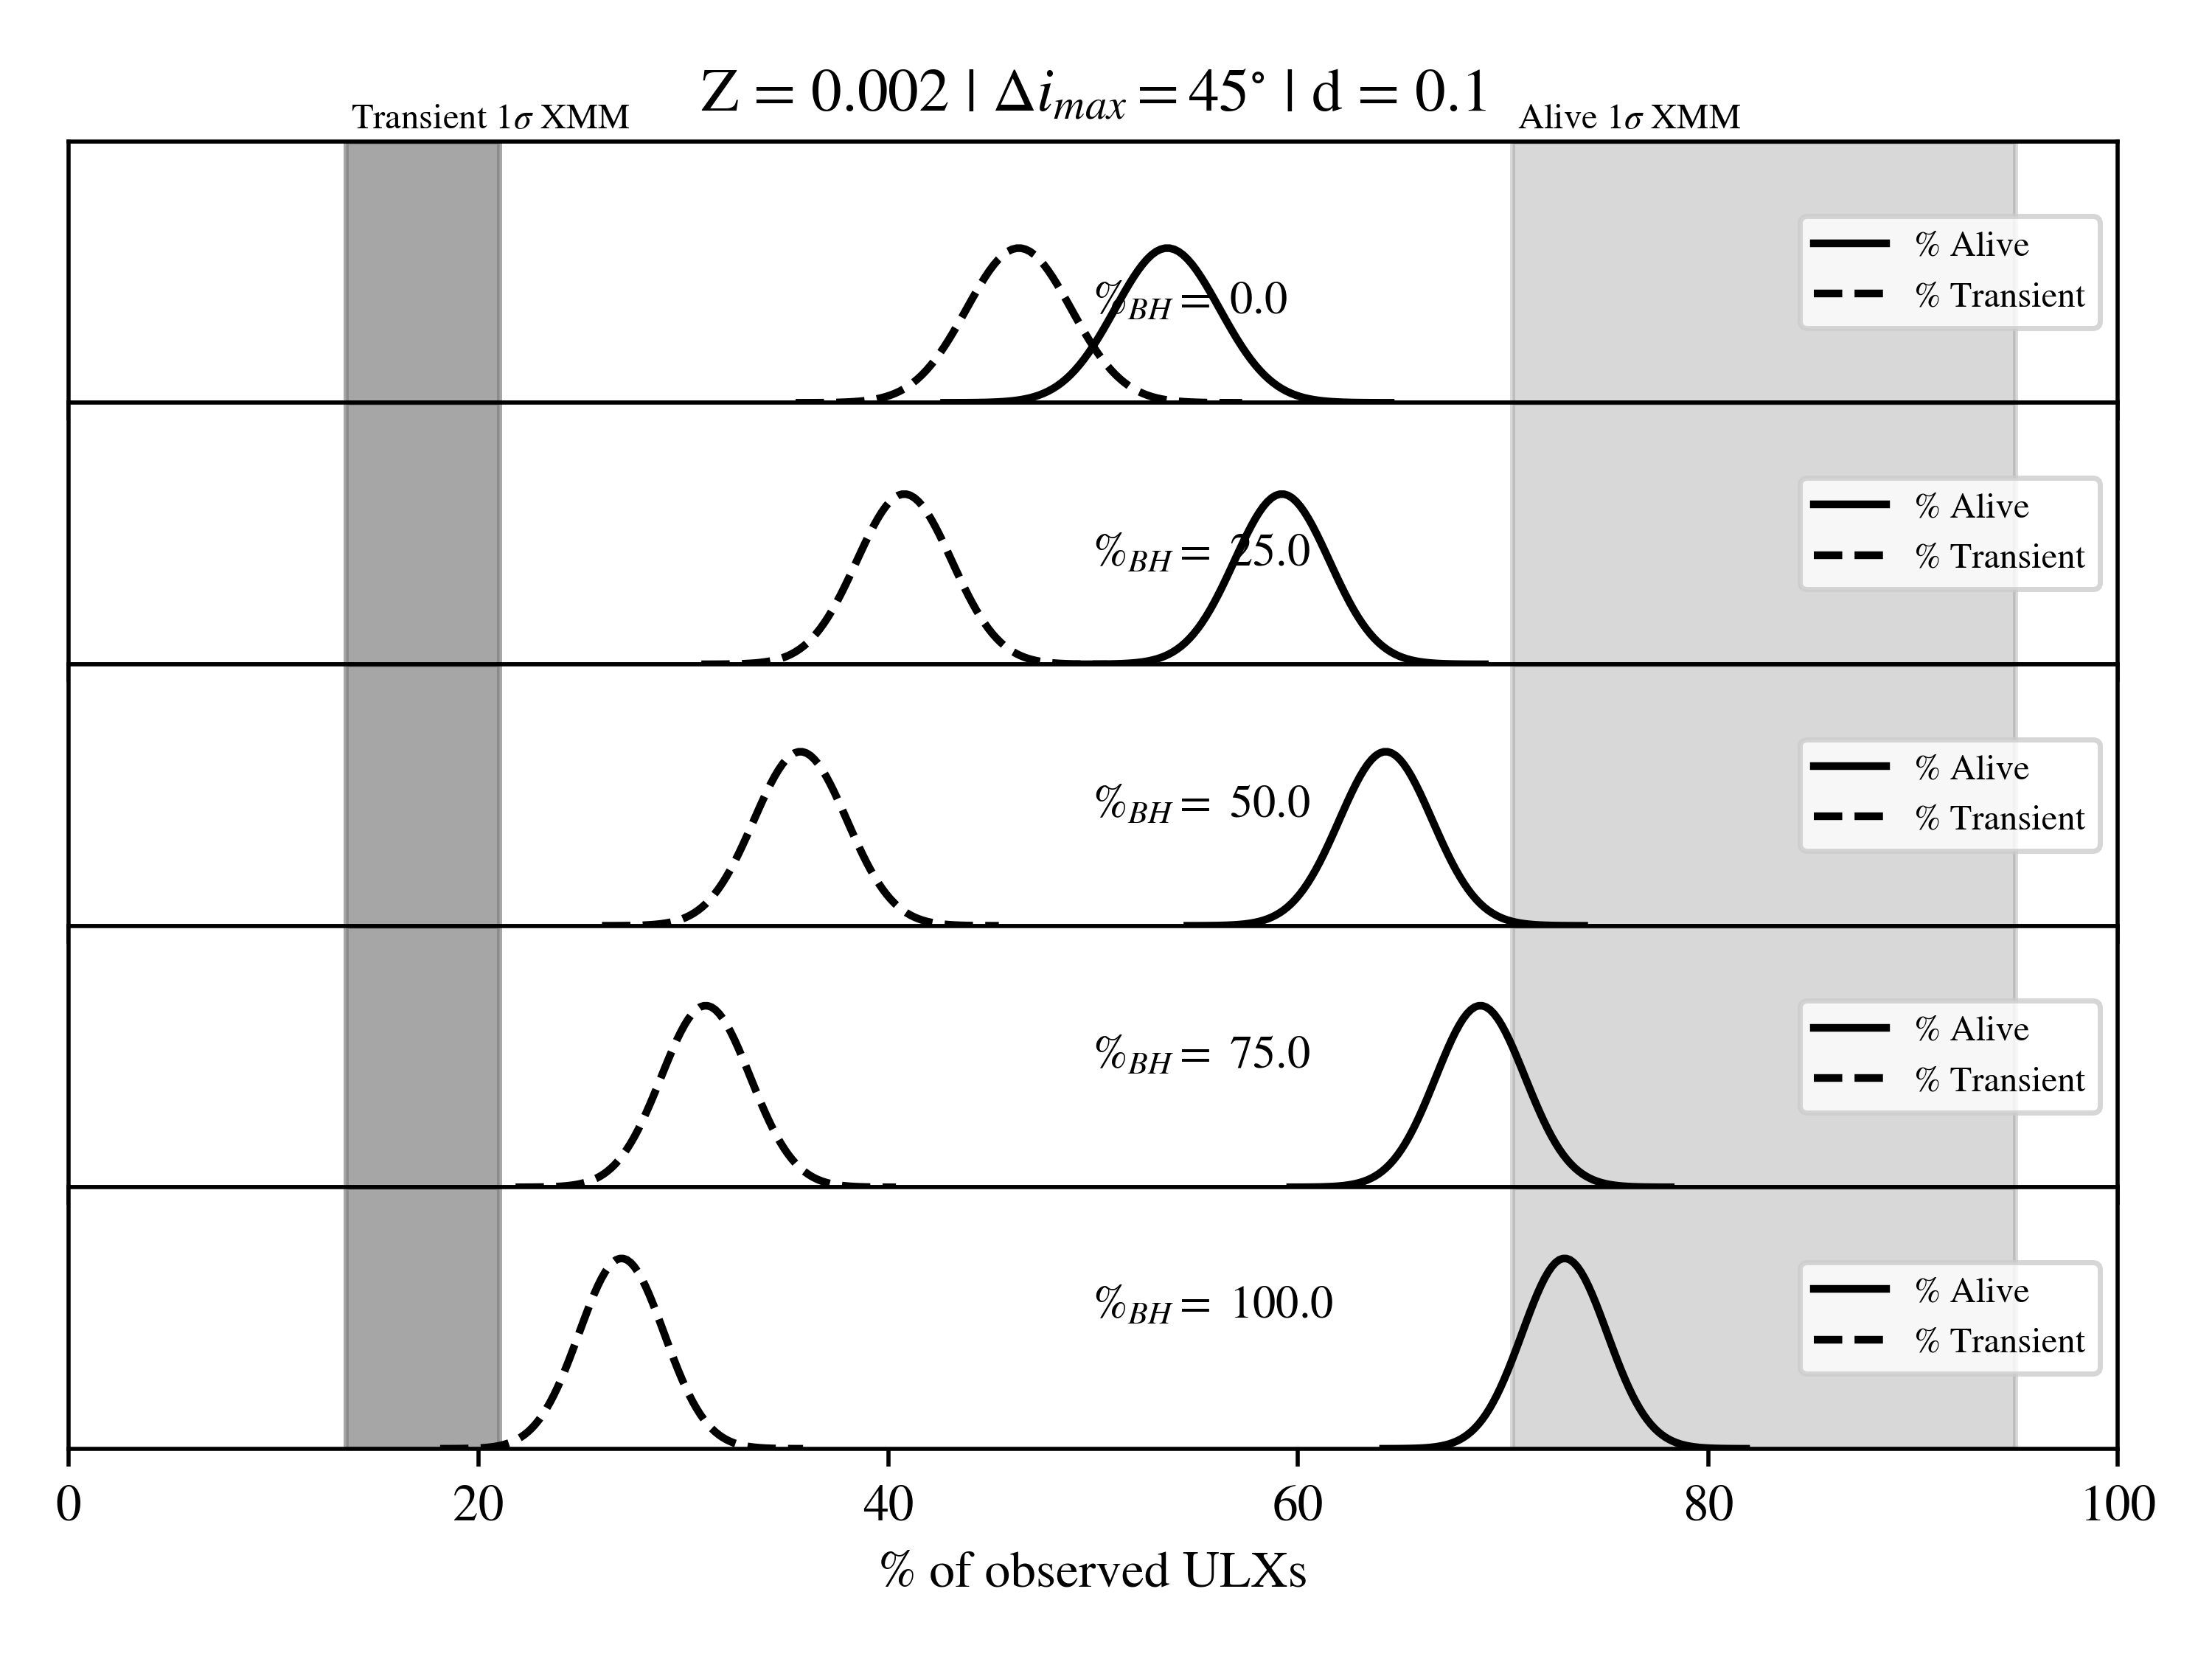 Z = 0.002 | Δi_max = 45° | d = 0.1
Transient 1σ XMM
Alive 1σ XMM
%_BH = 0.0
% Alive
% Transient
%_BH = 25.0
% Alive
% Transient
%_BH = 50.0
% Alive
% Transient
%_BH = 75.0
% Alive
% Transient
%_BH = 100.0
% Alive
% Transient
0 20 40 60 80 100
% of observed ULXs